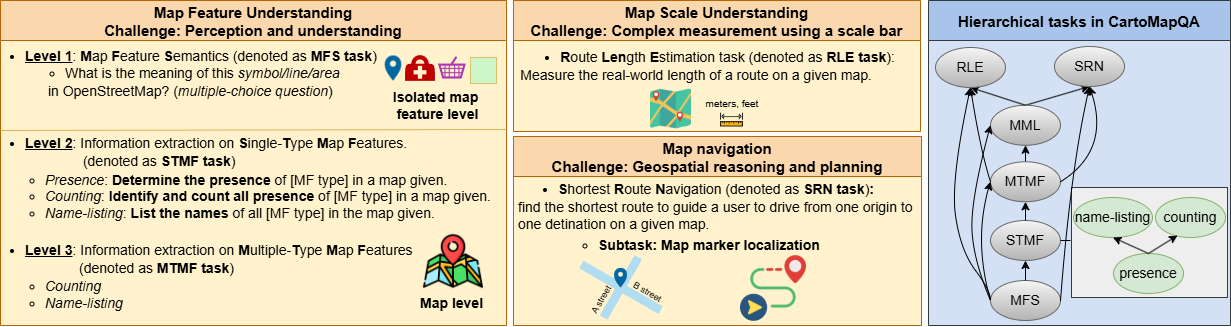 Map Feature Understanding
Challenge: Perception and understanding
Level 1: Map Feature Semantics (denoted as MFS task)
What is the meaning of this symbol/line/area
in OpenStreetMap? (multiple-choice question)
Isolated map
feature level
Level 2: Information extraction on Single-Type Map Features.
(denoted as STMF task)
Presence: Determine the presence of [MF type] in a map given.
Counting: Identify and count all presence of [MF type] in a map given.
Name-listing: List the names of all [MF type] in the map given.
Level 3: Information extraction on Multiple-Type Map Features
(denoted as MTMF task)
Counting
Name-listing
Map level
Map Scale Understanding
Challenge: Complex measurement using a scale bar
Route Length Estimation task (denoted as RLE task):
Measure the real-world length of a route on a given map.
meters, feet
Map navigation
Challenge: Geospatial reasoning and planning
Shortest Route Navigation (denoted as SRN task):
find the shortest route to guide a user to drive from one origin to
one detination on a given map.
Subtask: Map marker localization
A street
B street
Hierarchical tasks in CartoMapQA
RLE
SRN
MML
MTMF
STMF
MFS
name-listing
counting
presence